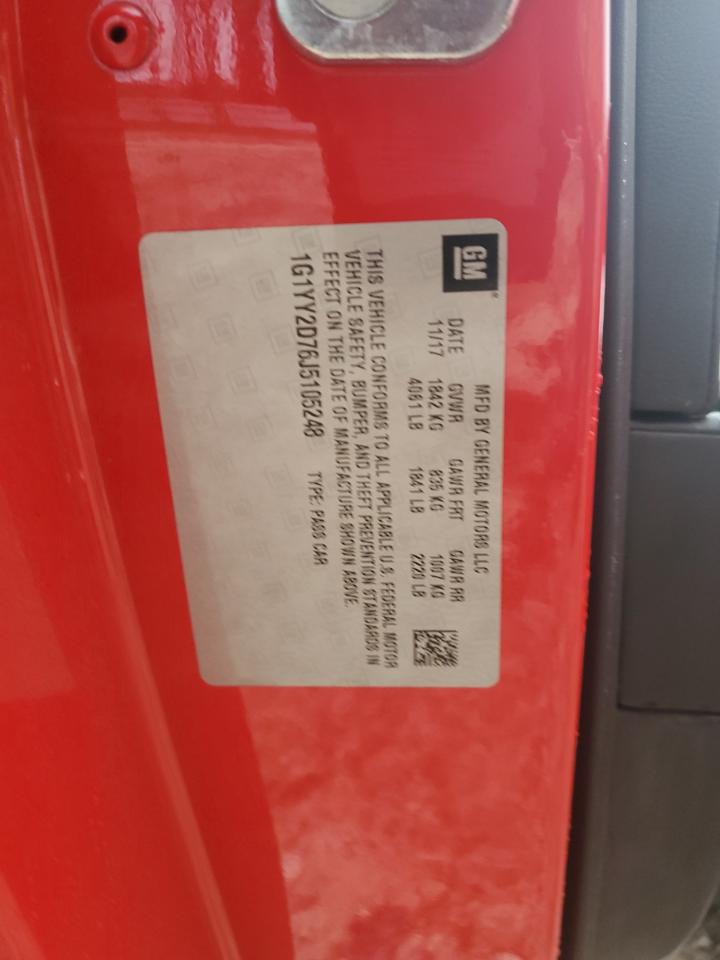 GM
MFD BY GENERAL MOTORS LLC
DATE GVWR GAWR FRT GAWR RR
11/17 1842 KG 835 KG 1007 KG
4061 LB 1841 LB 2220 LB
THIS VEHICLE CONFORMS TO ALL APPLICABLE U.S. FEDERAL MOTOR
VEHICLE SAFETY, BUMPER, AND THEFT PREVENTION STANDARDS IN
EFFECT ON THE DATE OF MANUFACTURE SHOWN ABOVE.
1G1YY2D76J5105248 TYPE: PASS CAR